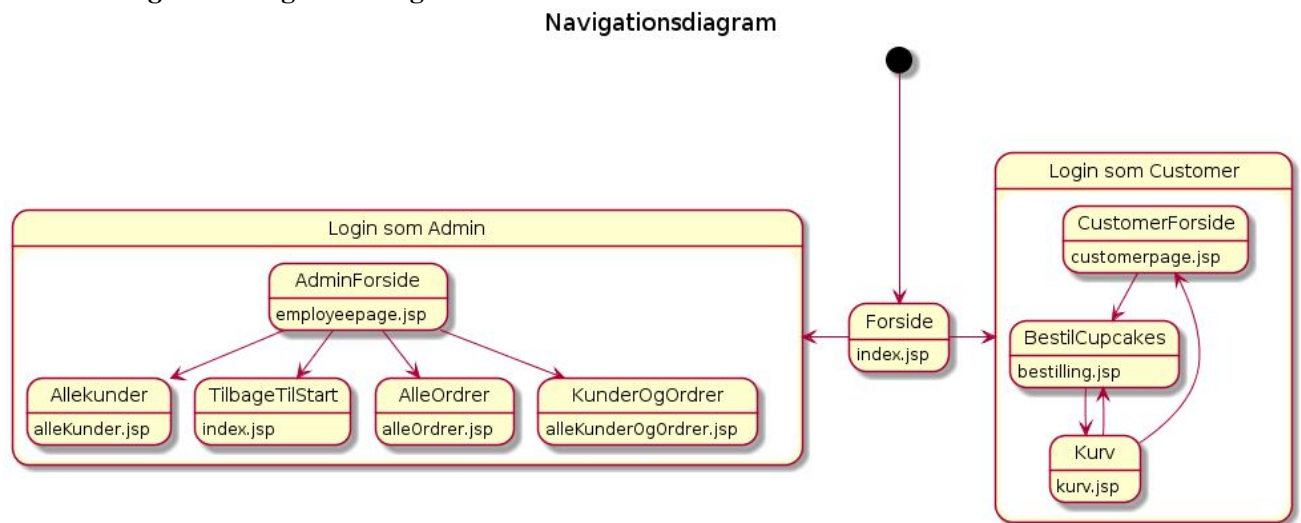 Navigationsdiagram
Login som Admin
AdminForside
employeepage.jsp
Allekunder
alleKunder.jsp
TilbageTilStart
index.jsp
AlleOrdrer
alleOrdrer.jsp
KunderOgOrdrer
alleKunderOgOrdrer.jsp
Forside
index.jsp
Login som Customer
CustomerForside
customerpage.jsp
BestilCupcakes
bestilling.jsp
Kurv
kurv.jsp